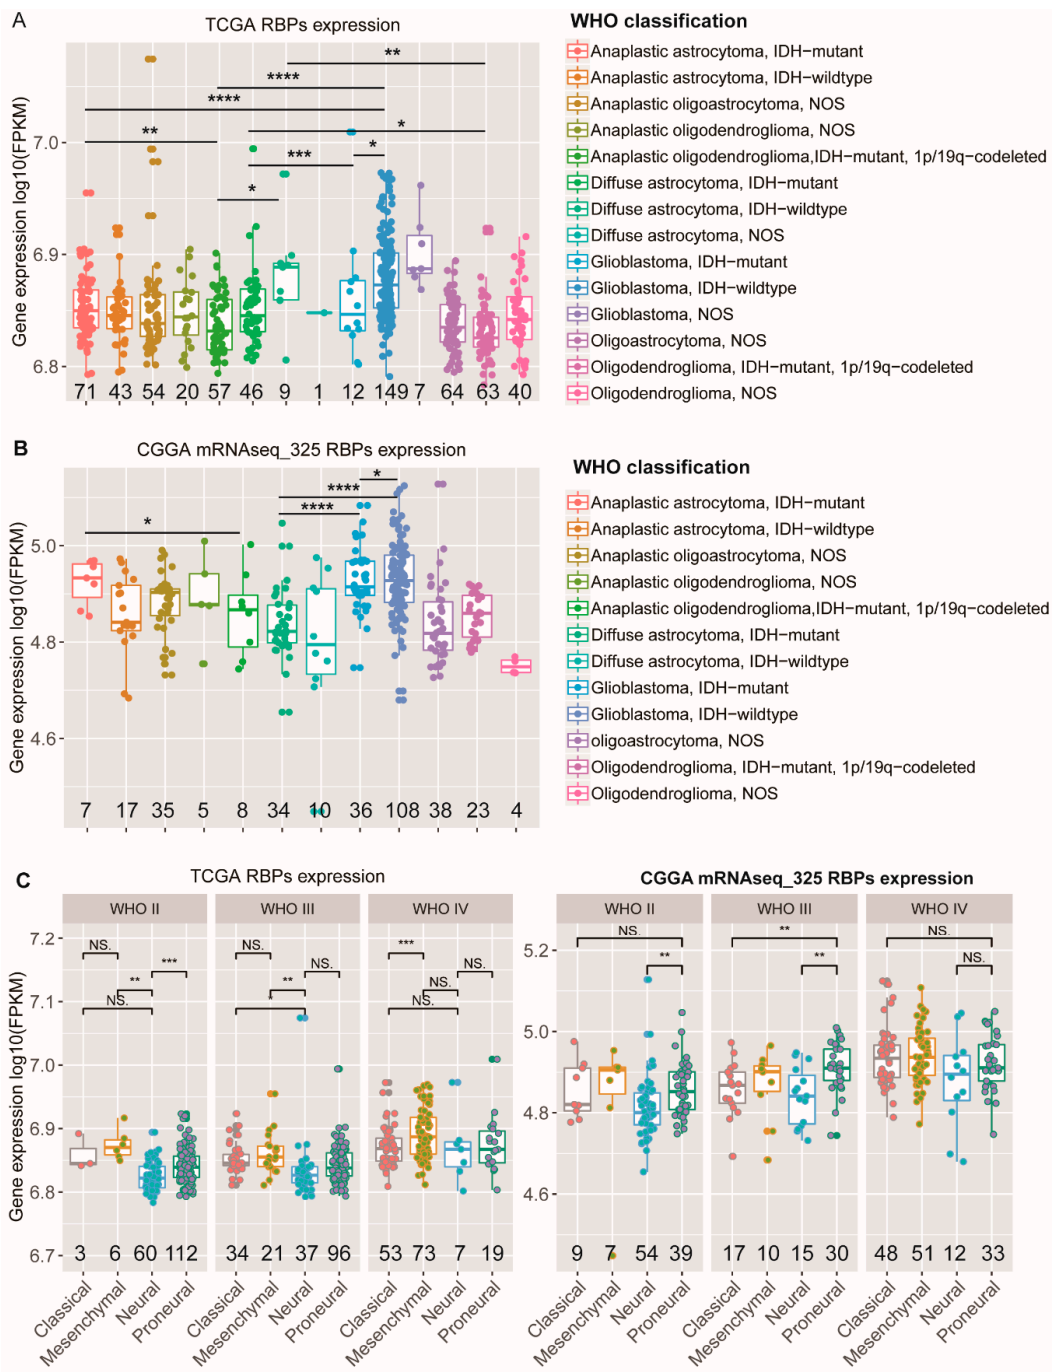 A
TCGA RBPs expression
WHO classification
Gene expression log10(FPKM)
7.0
6.9
6.8
**
****
****
*
**
***
*
*
71 43 54 20 57 46 9 1 12 149 7 64 63 40
Anaplastic astrocytoma, IDH−mutant
Anaplastic astrocytoma, IDH−wildtype
Anaplastic oligoastrocytoma, NOS
Anaplastic oligodendroglioma, NOS
Anaplastic oligodendroglioma,IDH−mutant, 1p/19q−codeleted
Diffuse astrocytoma, IDH−mutant
Diffuse astrocytoma, IDH−wildtype
Diffuse astrocytoma, NOS
Glioblastoma, IDH−mutant
Glioblastoma, IDH−wildtype
Glioblastoma, NOS
Oligoastrocytoma, NOS
Oligodendroglioma, IDH−mutant, 1p/19q−codeleted
Oligodendroglioma, NOS
B
CGGA mRNAseq_325 RBPs expression
WHO classification
Gene expression log10(FPKM)
5.0
4.8
4.6
*
****
****
*
7 17 35 5 8 34 10 36 108 38 23 4
Anaplastic astrocytoma, IDH−mutant
Anaplastic astrocytoma, IDH−wildtype
Anaplastic oligoastrocytoma, NOS
Anaplastic oligodendroglioma, NOS
Anaplastic oligodendroglioma,IDH−mutant, 1p/19q−codeleted
Diffuse astrocytoma, IDH−mutant
Diffuse astrocytoma, IDH−wildtype
Glioblastoma, IDH−mutant
Glioblastoma, IDH−wildtype
oligoastrocytoma, NOS
Oligodendroglioma, IDH−mutant, 1p/19q−codeleted
Oligodendroglioma, NOS
C
TCGA RBPs expression
WHO II WHO III WHO IV
Gene expression log10(FPKM)
7.2
7.1
7.0
6.9
6.8
6.7
NS. *** ** NS.
NS. NS. ** *
*** NS. NS. NS.
3 6 60 112 34 21 37 96 53 73 7 19
Classical Mesenchymal Neural Proneural Classical Mesenchymal Neural Proneural Classical Mesenchymal Neural Proneural
CGGA mRNAseq_325 RBPs expression
WHO II WHO III WHO IV
5.2
5.0
4.8
4.6
NS. **
** **
NS. NS.
9 7 54 39 17 10 15 30 48 51 12 33
Classical Mesenchymal Neural Proneural Classical Mesenchymal Neural Proneural Classical Mesenchymal Neural Proneural